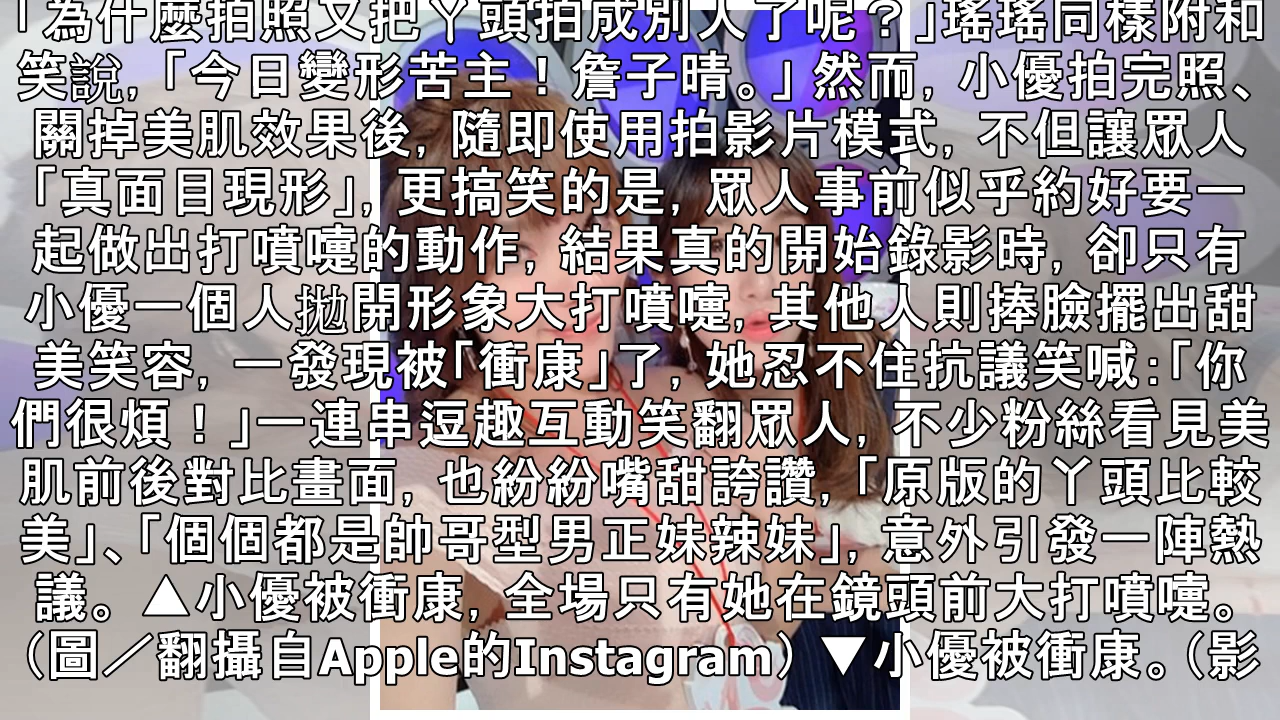 「為什麼拍照又把丫頭拍成別人了呢？」瑤瑤同樣附和
笑說，「今日變形苦主！詹子晴。」然而，小優拍完照、
關掉美肌效果後，隨即使用拍影片模式，不但讓眾人
「真面目現形」，更搞笑的是，眾人事前似乎約好要一
起做出打噴嚏的動作，結果真的開始錄影時，卻只有
小優一個人拋開形象大打噴嚏，其他人則捧臉擺出甜
美笑容，一發現被「衝康」了，她忍不住抗議笑喊：「你
們很煩！」一連串逗趣互動笑翻眾人，不少粉絲看見美
肌前後對比畫面，也紛紛嘴甜誇讚，「原版的丫頭比較
美」、「個個都是帥哥型男正妹辣妹」，意外引發一陣熱
議。▲小優被衝康，全場只有她在鏡頭前大打噴嚏。
（圖／翻攝自Apple的Instagram）▼小優被衝康。（影